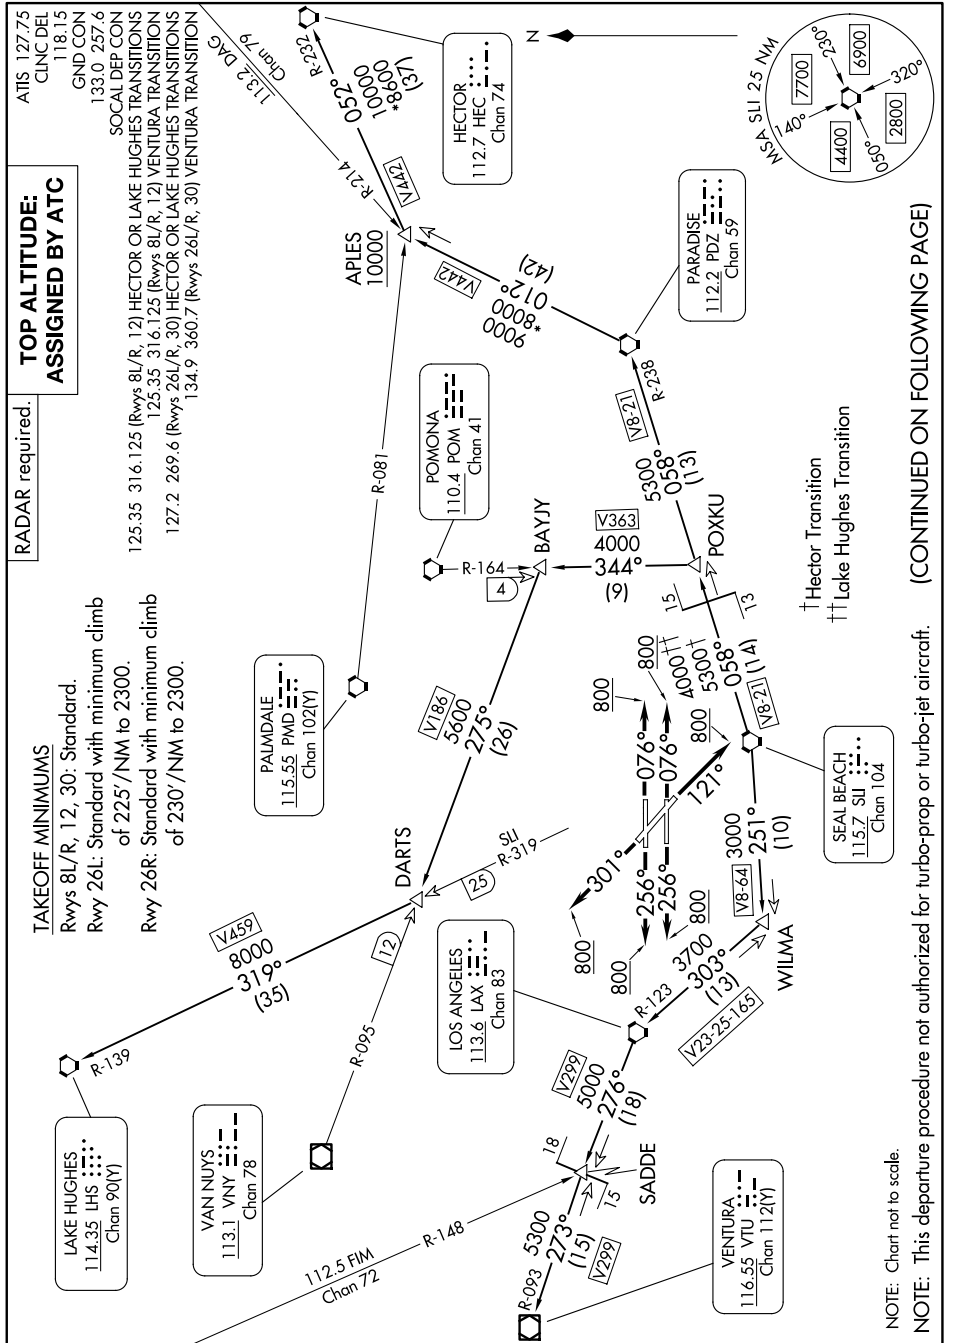 RADAR required.
TOP ALTITUDE:
ASSIGNED BY ATC
ATIS 127.75
CLNC DEL
118.15
GND CON
133.0 257.6
SOCAL DEP CON
125.35 316.125 (Rwys 8L/R, 12) HECTOR OR LAKE HUGHES TRANSITIONS
125.35 316.125 (Rwys 8L/R, 12) VENTURA TRANSITION
127.2 269.6 (Rwys 26L/R, 30) HECTOR OR LAKE HUGHES TRANSITIONS
134.9 360.7 (Rwys 26L/R, 30) VENTURA TRANSITION
TAKEOFF MINIMUMS
Rwys 8L/R, 12, 30: Standard.
Rwy 26L: Standard with minimum climb
of 225'/NM to 2300.
Rwy 26R: Standard with minimum climb
of 230'/NM to 2300.
LAKE HUGHES
114.35 LHS
Chan 90(Y)
R-139
V459
8000
319°
(35)
VAN NUYS
113.1 VNY
Chan 78
R-095
12
DARTS
25
SLI
R-319
V186
5600
275°
(26)
PALMDALE
115.55 PMD
Chan 102(Y)
R-081
POMONA
110.4 POM
Chan 41
R-164
4
BAYJY
V363
4000
344°
(9)
APLES
10000
113.2 DAG
Chan 79
R-214
R-232
052°
10000
*8600
(37)
V442
HECTOR
112.7 HEC
Chan 74
V442
9000
*8000
012°
(42)
PARADISE
112.2 PDZ
Chan 59
R-238
V8-21
5300
058°
(13)
POXKU
15
13
4000††
5300†
058°
(14)
V8-21
SEAL BEACH
115.7 SLI
Chan 104
V8-64
3000
251°
(10)
WILMA
3700
303°
(13)
V23-25-165
R-123
LOS ANGELES
113.6 LAX
Chan 83
V299
5000
276°
(18)
18
15
SADDE
112.5 FIM
Chan 72
R-148
5300
273°
(15)
V299
R-093
VENTURA
116.55 VTU
Chan 112(Y)
800
301°
800
256°
076°
800
800
256°
076°
800
121°
800
N
MSA SLI 25 NM
230°
6900
7700
320°
140°
4400
2800
050°
†Hector Transition
††Lake Hughes Transition
NOTE: Chart not to scale.
NOTE: This departure procedure not authorized for turbo-prop or turbo-jet aircraft.
(CONTINUED ON FOLLOWING PAGE)